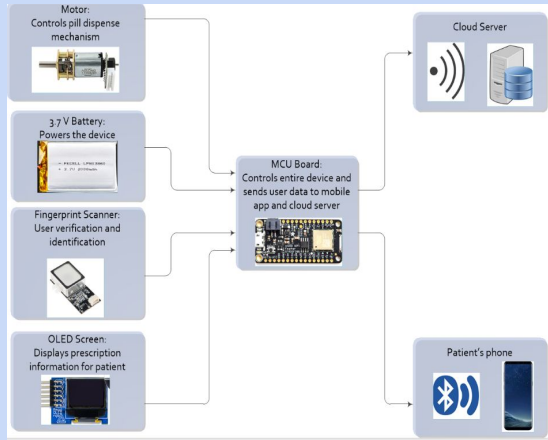 Motor:
Controls pill dispense
mechanism
3.7 V Battery:
Powers the device
Fingerprint Scanner:
User verification and
identification
OLED Screen:
Displays prescription
information for patient
MCU Board:
Controls entire device and
sends user data to mobile
app and cloud server
Cloud Server
Patient's phone